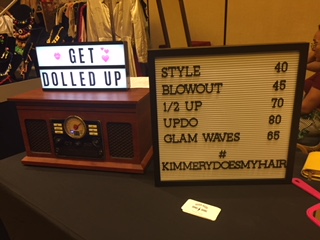 GET
DOLLED UP
STYLE 40
BLOWOUT 45
1/2 UP 70
UPDO 80
GLAM WAVES 65
#
KIMMERYDOESMYHAIR